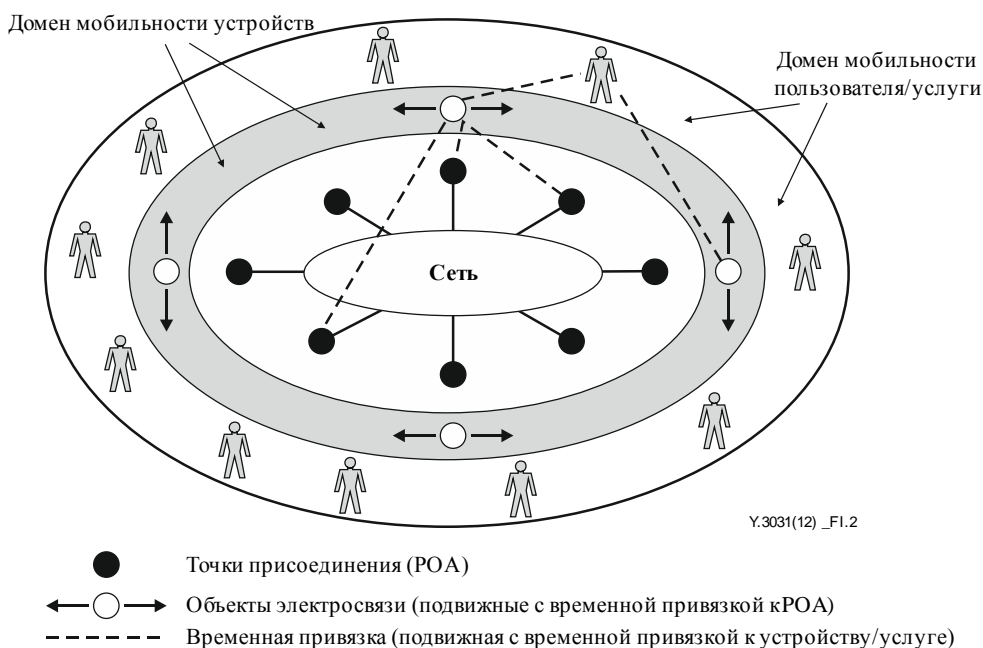 Домен мобильности устройств
Домен мобильности
пользователя/услуги
Сеть
Y.3031(12) _FI.2
Точки присоединения (POA)
Объекты электросвязи (подвижные с временной привязкой кPOA)
Временная привязка (подвижная с временной привязкой к устройству/услуге)